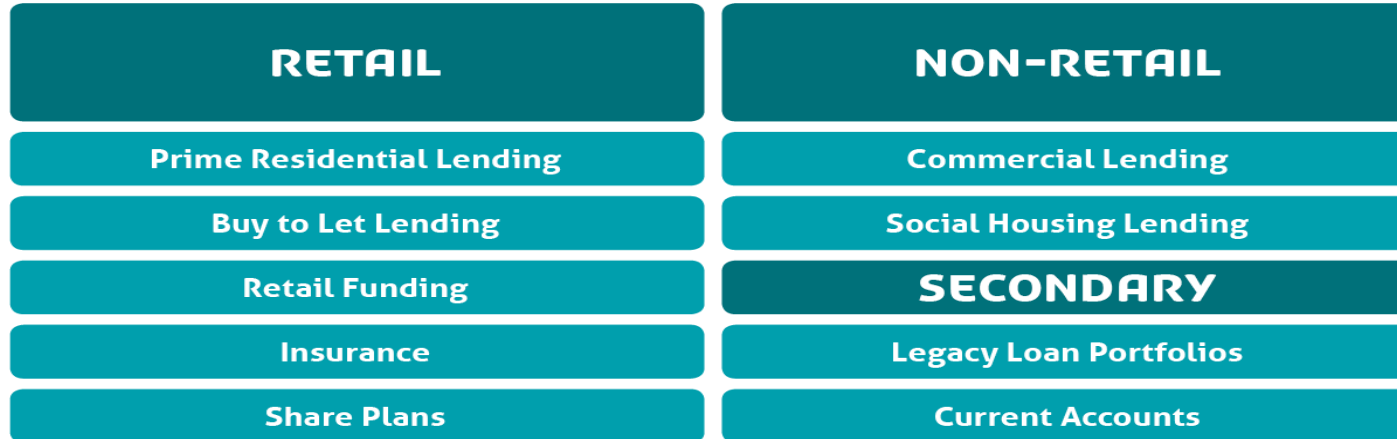 RETAIL
Prime Residential Lending
Buy to Let Lending
Retail Funding
Insurance
Share Plans
NON-RETAIL
Commercial Lending
Social Housing Lending
SECONDARY
Legacy Loan Portfolios
Current Accounts